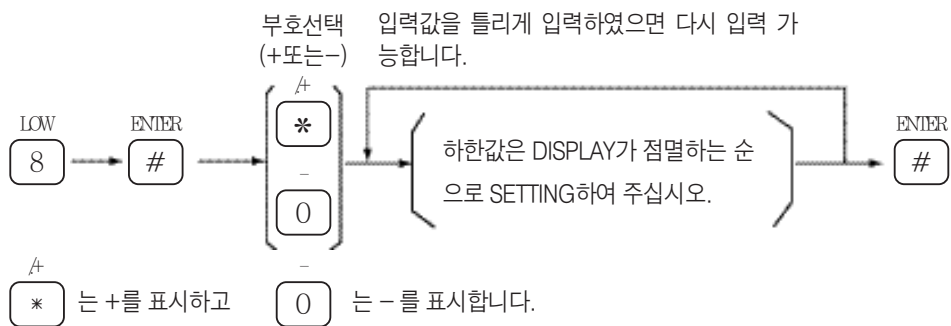 부호선택
(+또는−)
입력값을 틀리게 입력하였으면 다시 입력 가
능합니다.
/+
*
LOW
8
ENTER
#
−
0
하한값은 DISPLAY가 점멸하는 순
으로 SETTING하여 주십시오.
ENTER
#
/+
* 는 +를 표시하고
−
0 는 − 를 표시합니다.